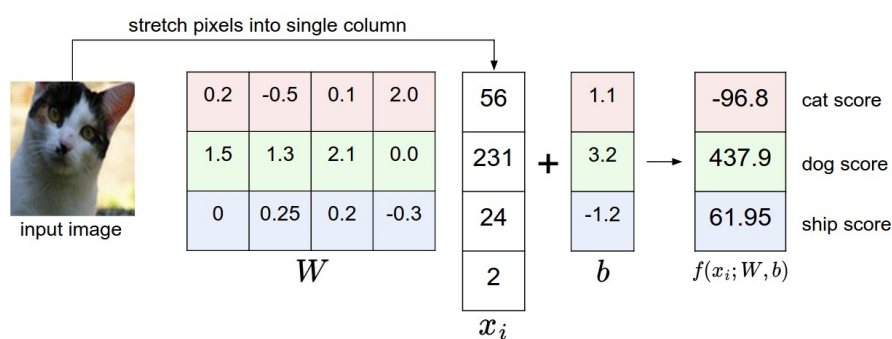 stretch pixels into single column
0.2 -0.5 0.1 2.0 56 1.1 -96.8 cat score
1.5 1.3 2.1 0.0 231 + 3.2 437.9 dog score
0 0.25 0.2 -0.3 24 -1.2 61.95 ship score
input image
W 2 b f(x_i; W, b)
x_i